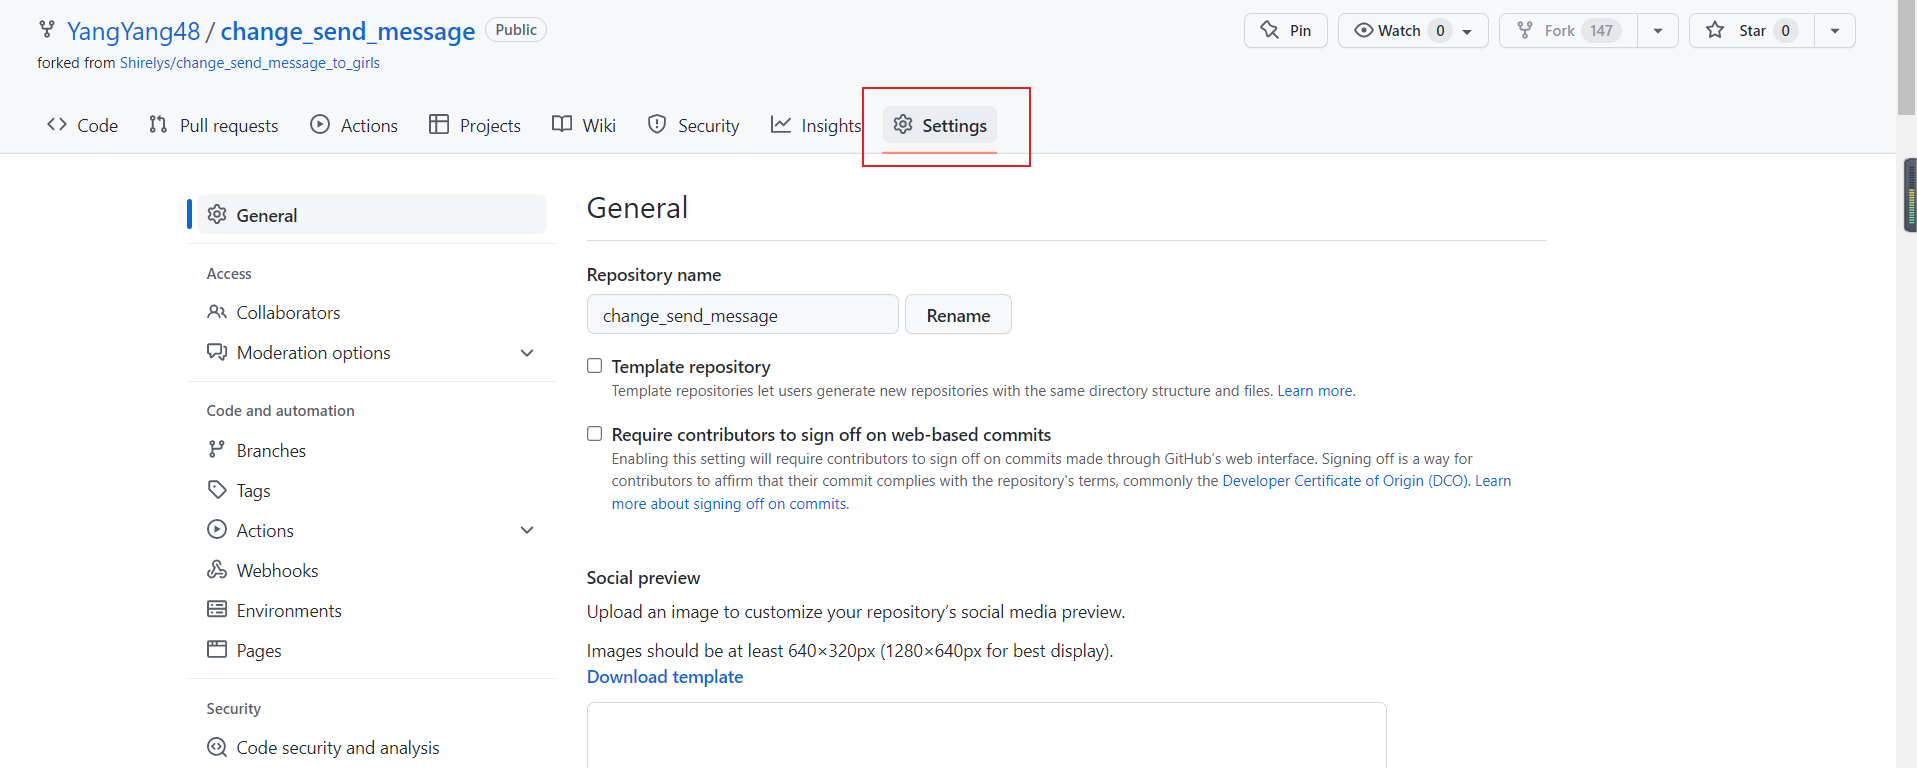 YangYang48 / change_send_message Public
Pin Watch 0 Fork 147 Star 0
forked from Shirelys/change_send_message_to_girls
Code Pull requests Actions Projects Wiki Security Insights Settings
General
Access
Collaborators
Moderation options
Code and automation
Branches
Tags
Actions
Webhooks
Environments
Pages
Security
Code security and analysis
General
Repository name
change_send_message Rename
Template repository
Template repositories let users generate new repositories with the same directory structure and files. Learn more.
Require contributors to sign off on web-based commits
Enabling this setting will require contributors to sign off on commits made through GitHub’s web interface. Signing off is a way for
contributors to affirm that their commit complies with the repository's terms, commonly the Developer Certificate of Origin (DCO). Learn
more about signing off on commits.
Social preview
Upload an image to customize your repository’s social media preview.
Images should be at least 640×320px (1280×640px for best display).
Download template